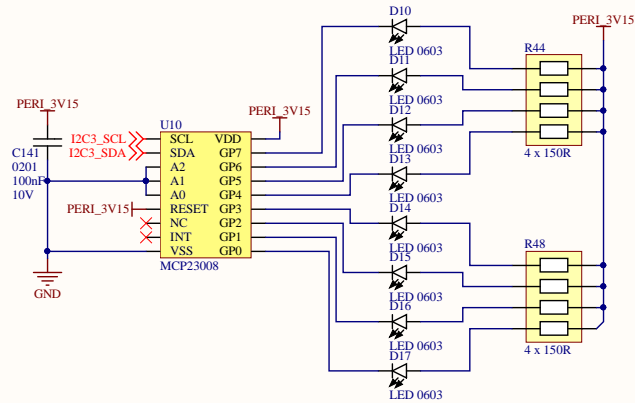 D10
PERI_3V15
LED 0603
R44
D11
LED 0603
PERI_3V15
PERI_3V15
D12
U10
LED 0603
I2C3_SCL
SCL
VDD
4 x 150R
C141
I2C3_SDA
SDA
GP7
D13
0201
A2
GP6
100nF
A1
GP5
LED 0603
10V
A0
GP4
D14
PERI_3V15
RESET
GP3
NC
GP2
LED 0603
R48
INT
GP1
D15
VSS
GP0
MCP23008
LED 0603
GND
D16
LED 0603
4 x 150R
D17
LED 0603